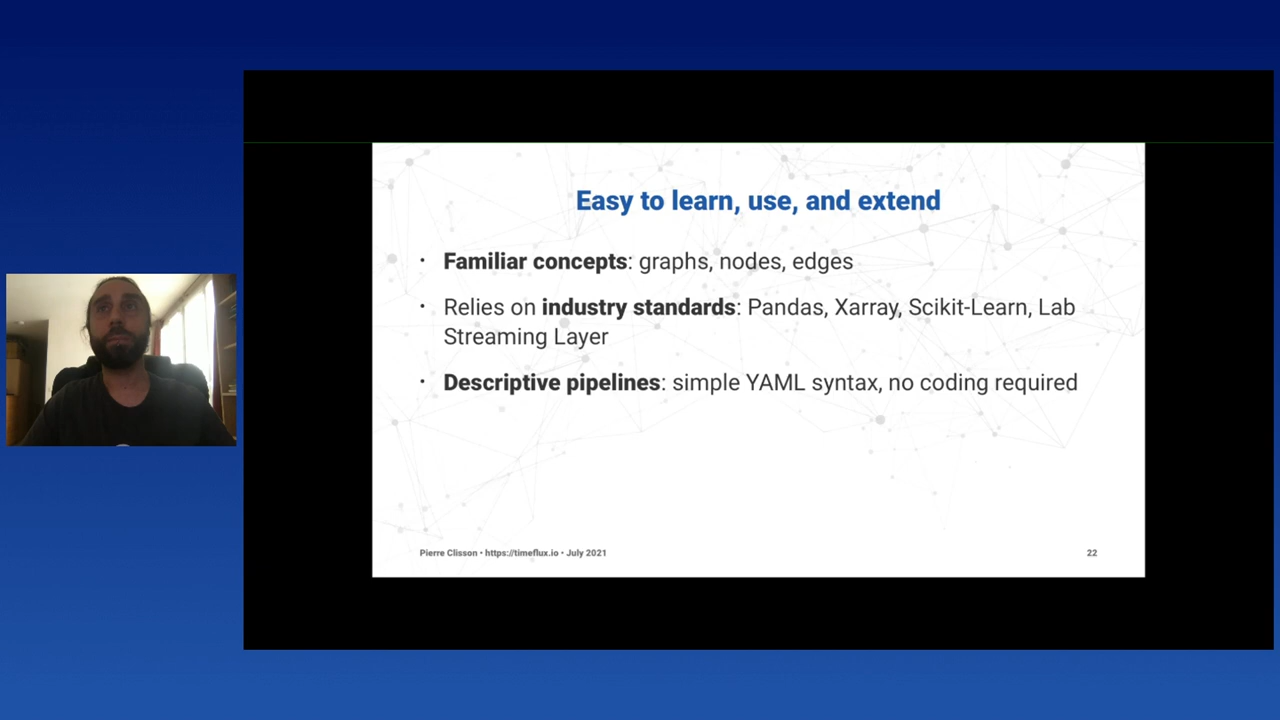 Easy to learn, use, and extend
• Familiar concepts: graphs, nodes, edges
• Relies on industry standards: Pandas, Xarray, Scikit-Learn, Lab
Streaming Layer
• Descriptive pipelines: simple YAML syntax, no coding required
Pierre Clisson • https://timeflux.io • July 2021
22